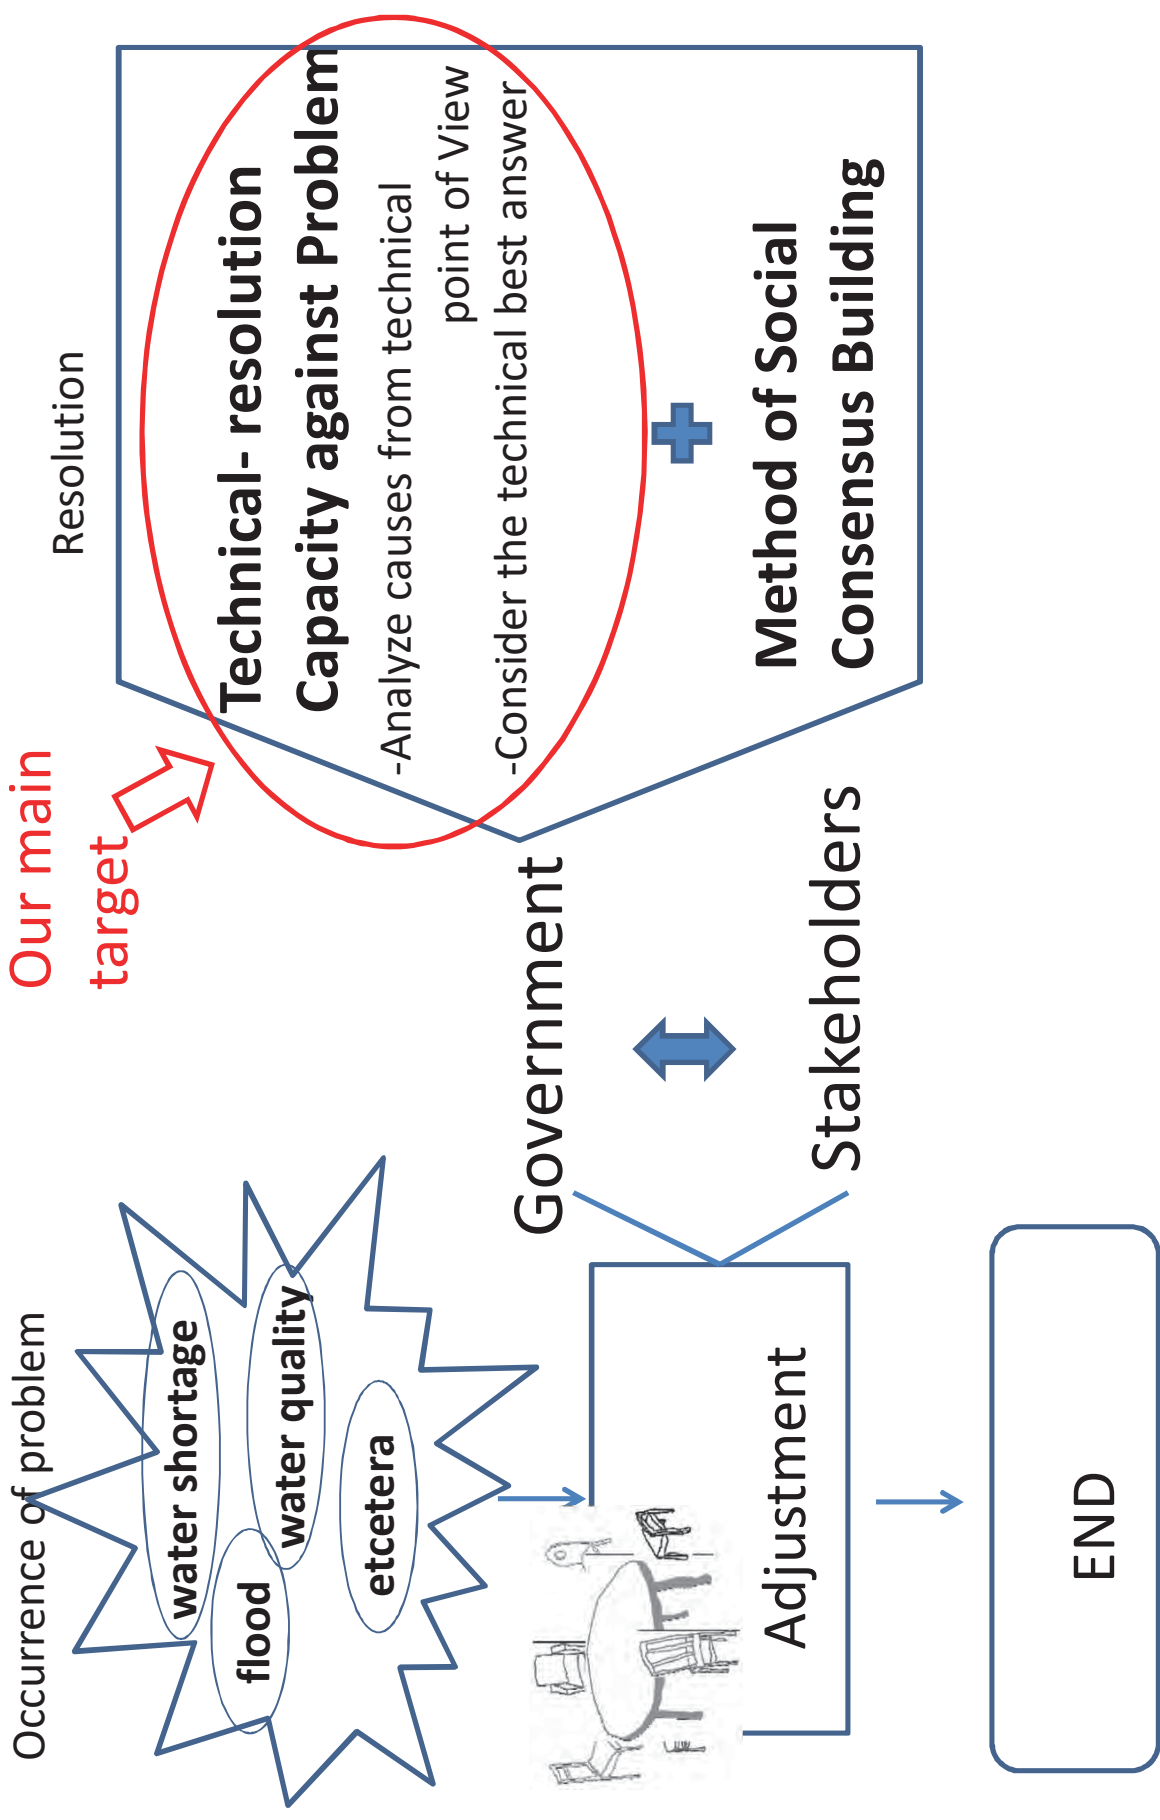 Occurrence of problem
water shortage
flood
water quality
etcetera
Adjustment
END
Government
Stakeholders
Our main
target
Resolution
Technical- resolution
Capacity against Problem
-Analyze causes from technical
point of View
-Consider the technical best answer
Method of Social
Consensus Building